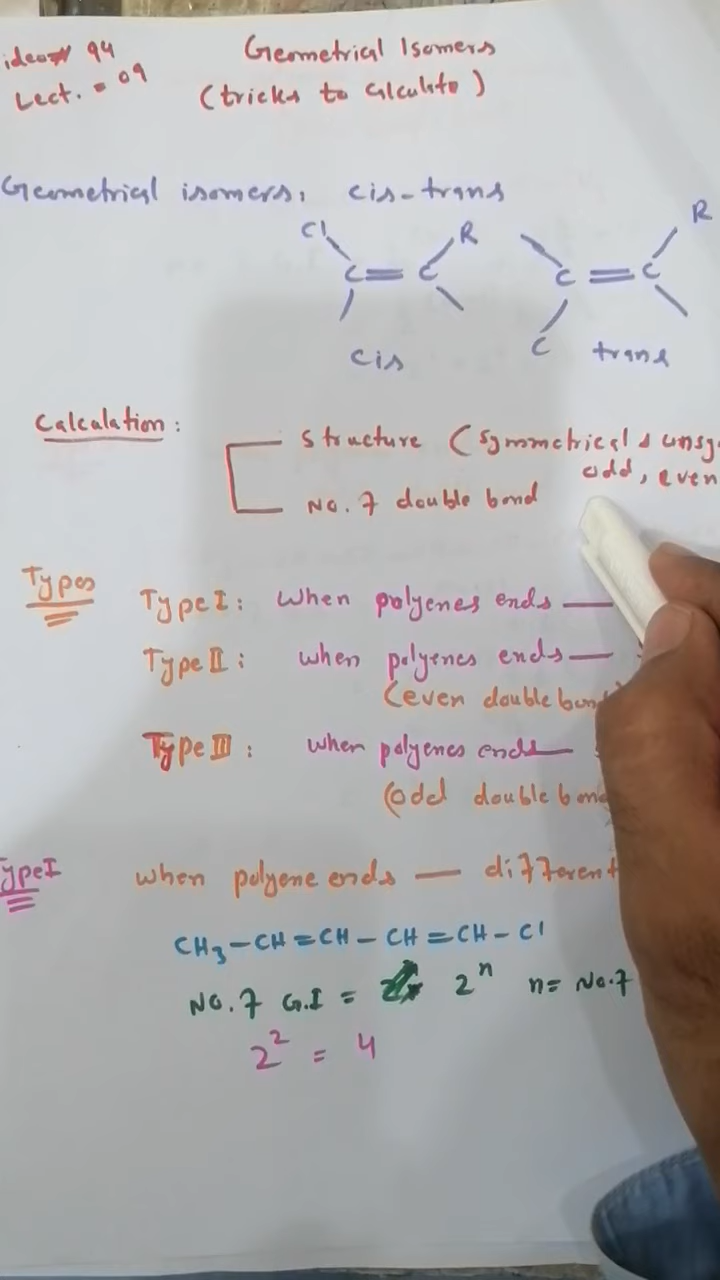 ideo# 94
Geometrical Isomers
Lect. = 09
(tricks to Calculate)
Geometrical isomers: cis-trans
Cl R R
C=C C=C
C
cis trans
Calculation:
Structure (Symmetrical & unsy
odd, even
No. of double bond
Types
Type I: When polyenes ends —
Type II: when polyenes ends —
(even double bond
Type III: when polyenes ends —
(odd double bond
ype I when polyene ends — different
CH3-CH=CH-CH=CH-Cl
No. of G.I = 2^n n= No. of
2^2 = 4